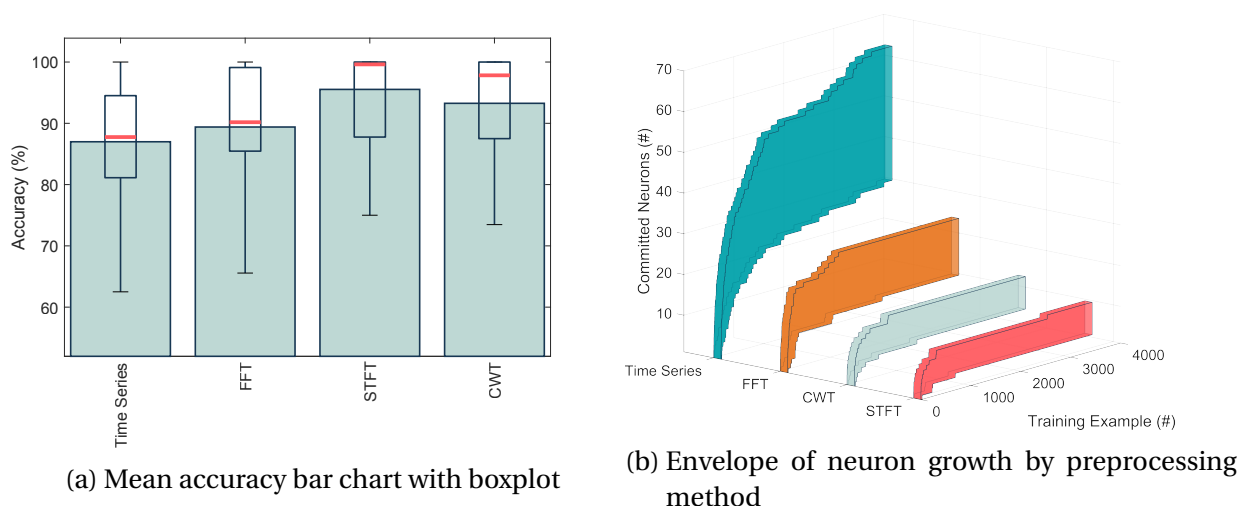 100
90
80
70
60
Accuracy (%)
Time Series
FFT
STFT
CWT
(a) Mean accuracy bar chart with boxplot
70
60
50
40
30
20
10
Committed Neurons (#)
Time Series
FFT
CWT
STFT
0
1000
2000
3000
4000
Training Example (#)
(b) Envelope of neuron growth by preprocessing
method